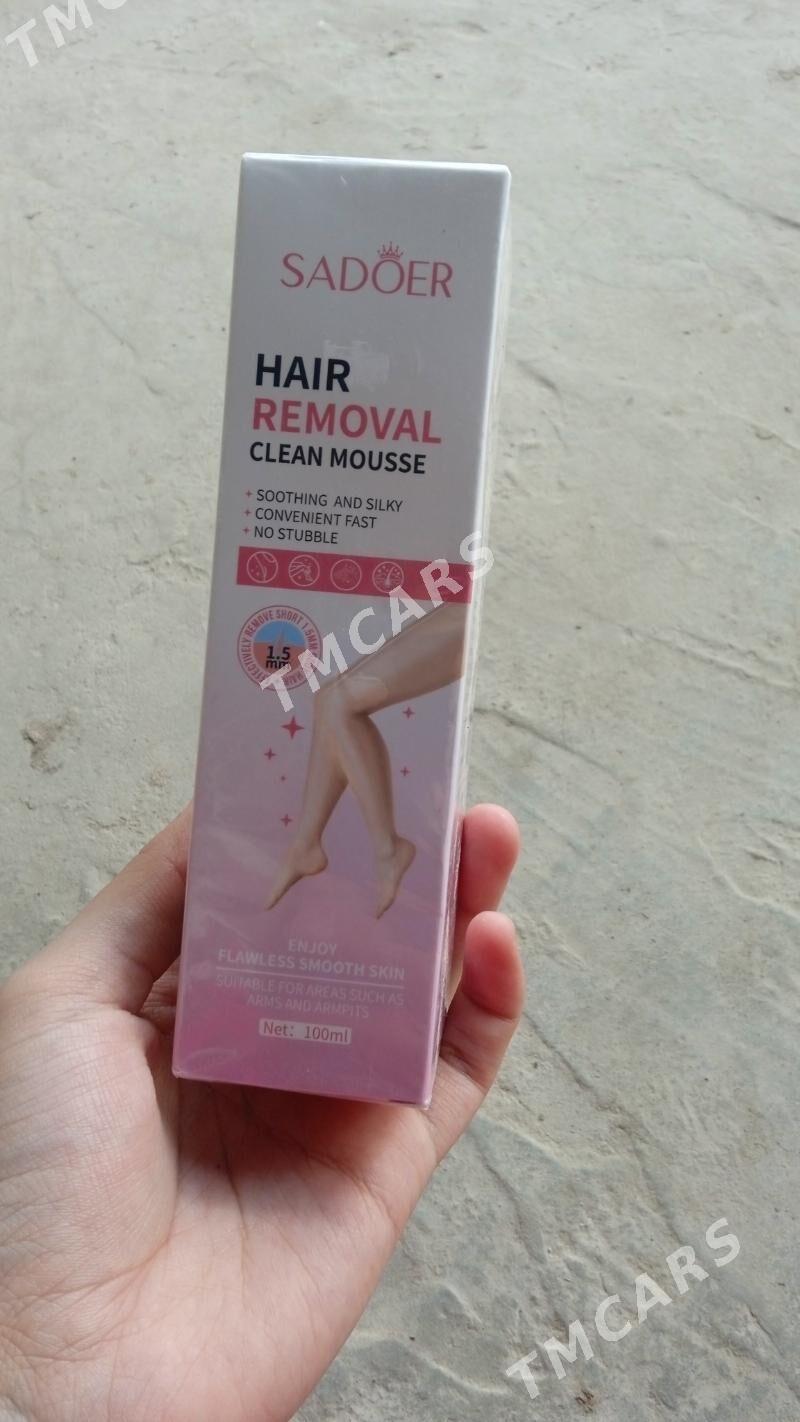 SADOER
HAIR
REMOVAL
CLEAN MOUSSE
SOOTHING AND SILKY
CONVENIENT FAST
NO STUBBLE
1.5
mm
ENJOY
FLAWLESS SMOOTH SKIN
SUITABLE FOR AREAS SUCH AS
ARMS AND ARMPITS
Net: 100ml
TMCARS
TMCARS